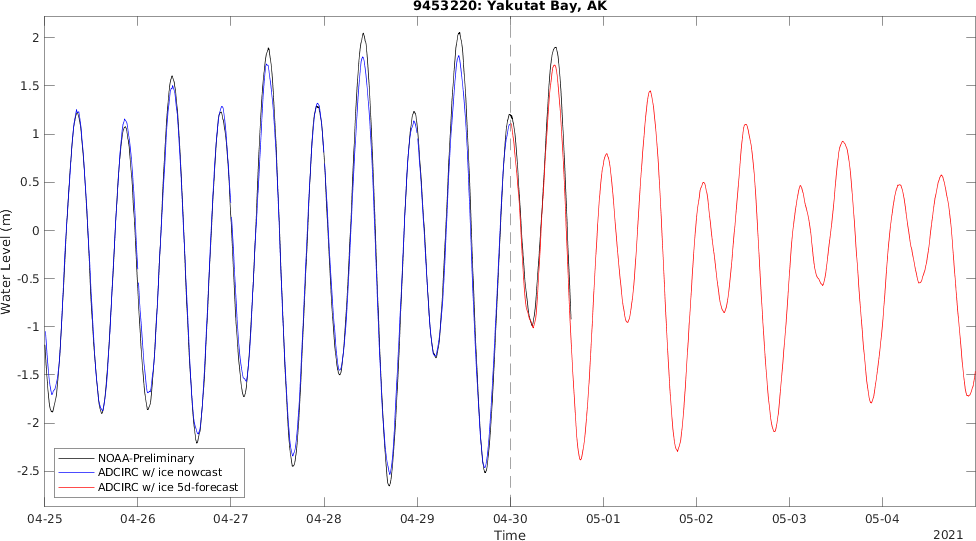 9453220: Yakutat Bay, AK
Water Level (m)
2
1.5
1
0.5
0
-0.5
-1
-1.5
-2
-2.5
NOAA-Preliminary
ADCIRC w/ ice nowcast
ADCIRC w/ ice 5d-forecast
04-25 04-26 04-27 04-28 04-29 04-30 05-01 05-02 05-03 05-04
Time
2021